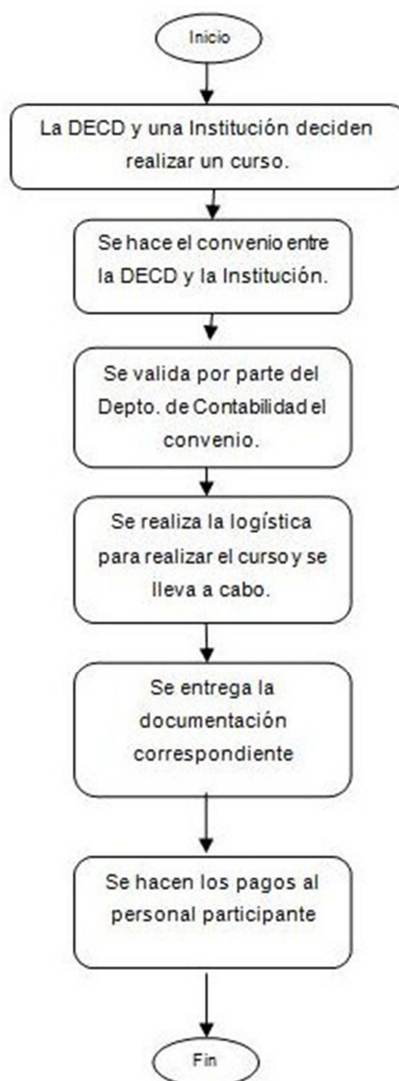 Inicio
La DECD y una Institución deciden
realizar un curso.
Se hace el convenio entre
la DECD y la Institución.
Se valida por parte del
Depto. de Contabilidad el
convenio.
Se realiza la logística
para realizar el curso y se
lleva a cabo.
Se entrega la
documentación
correspondiente
Se hacen los pagos al
personal participante
Fin